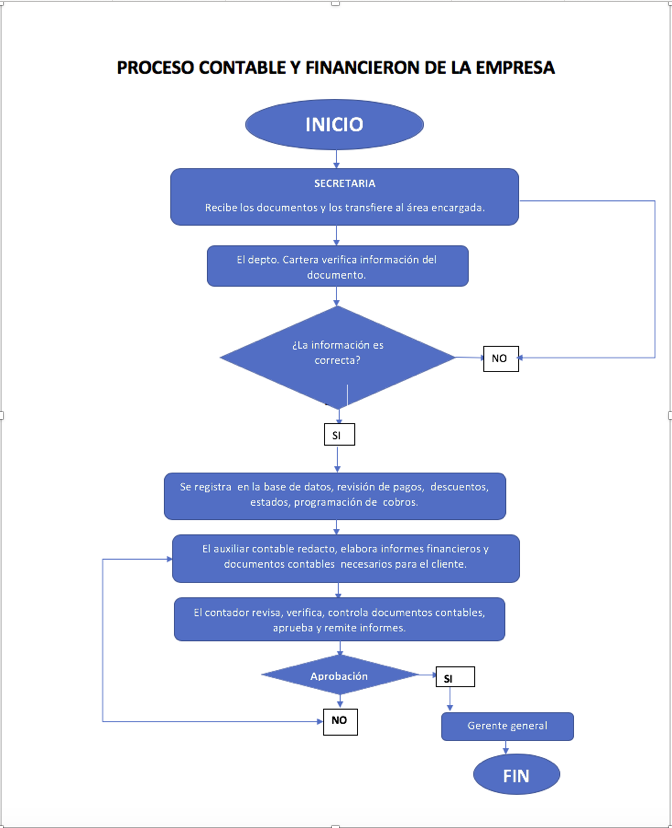 PROCESO CONTABLE Y FINANCIERON DE LA EMPRESA
INICIO
SECRETARIA
Recibe los documentos y los transfiere al área encargada.
El depto. Cartera verifica información del
documento.
¿La información es
correcta?
NO
SI
Se registra en la base de datos, revisión de pagos, descuentos,
estados, programación de cobros.
El auxiliar contable redacto, elabora informes financieros y
documentos contables necesarios para el cliente.
El contador revisa, verifica, controla documentos contables,
aprueba y remite informes.
Aprobación
SI
NO
Gerente general
FIN